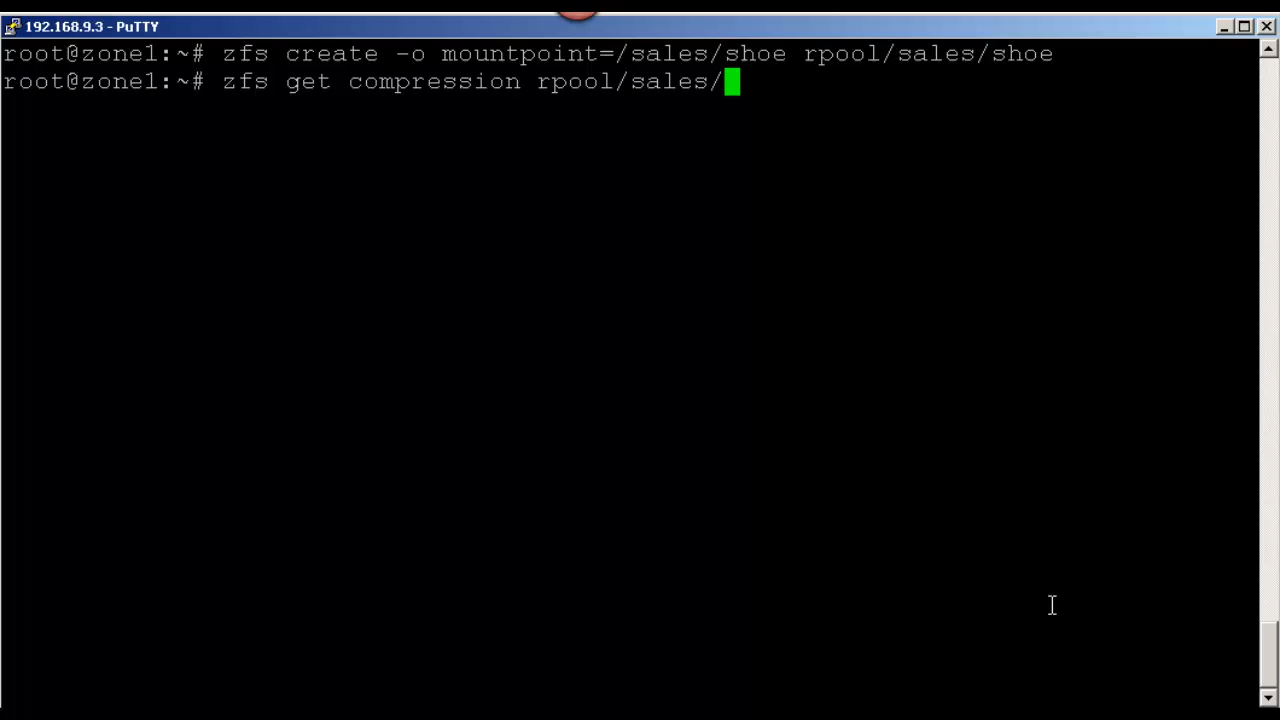 192.168.9.3 - PuTTY
root@zone1:~# zfs create -o mountpoint=/sales/shoe rpool/sales/shoe
root@zone1:~# zfs get compression rpool/sales/